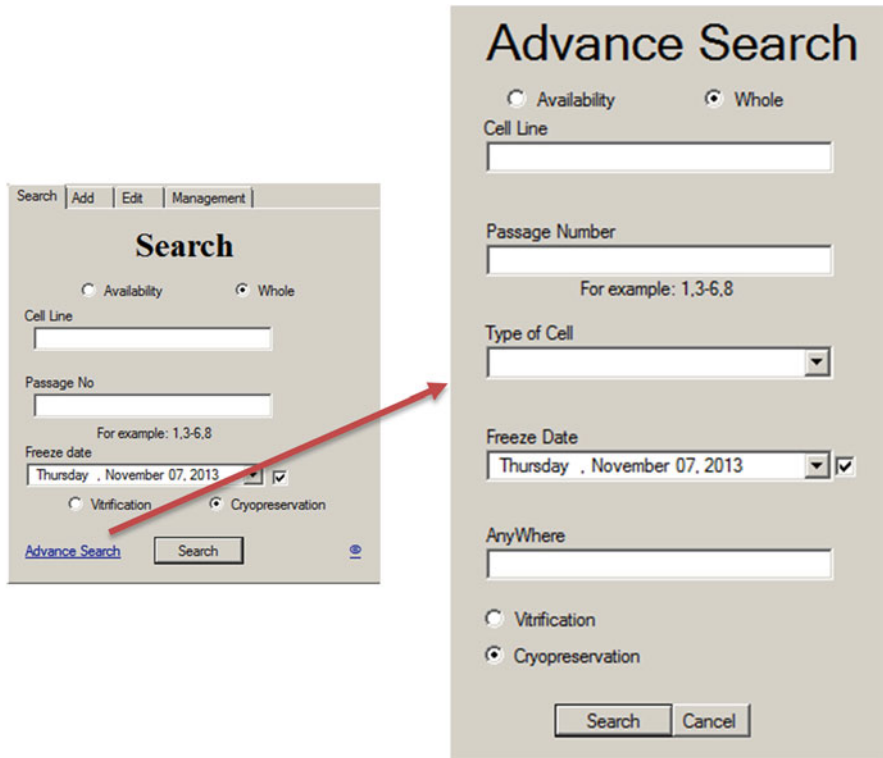 Search Add Edit Management
Search
Availability Whole
Cell Line
Passage No
For example: 1,3-6,8
Freeze date
Thursday , November 07, 2013
Vitrification Cryopreservation
Advance Search Search ®
Advance Search
Availability Whole
Cell Line
Passage Number
For example: 1,3-6,8
Type of Cell
Freeze Date
Thursday , November 07, 2013
AnyWhere
Vitrification
Cryopreservation
Search Cancel